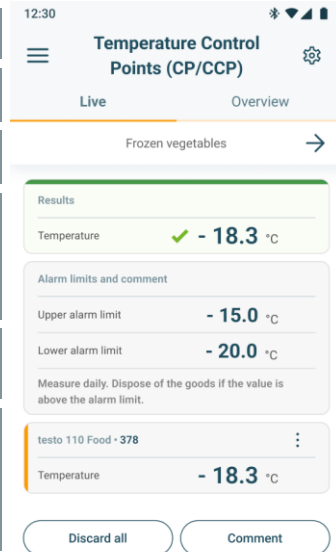 12:30
Temperature Control
Points (CP/CCP)
Live Overview
Frozen vegetables
Results
Temperature - 18.3 °C
Alarm limits and comment
Upper alarm limit - 15.0 °C
Lower alarm limit - 20.0 °C
Measure daily. Dispose of the goods if the value is
above the alarm limit.
testo 110 Food • 378
Temperature - 18.3 °C
Discard all Comment